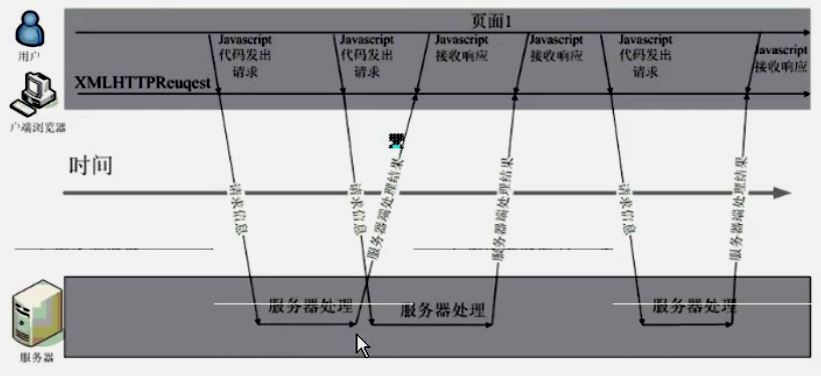 页面1
用户
Javascript
代码发出
请求
Javascript
代码发出
请求
Javascript
接收响应
Javascript
接收响应
Javascript
代码发出
请求
Javascript
接收响应
XMLHTTPReuqest
户端浏览器
时间
请求信息
请求信息
服务器端处理结果
服务器端处理结果
请求信息
服务器端处理结果
服务器处理
服务器处理
服务器处理
服务器